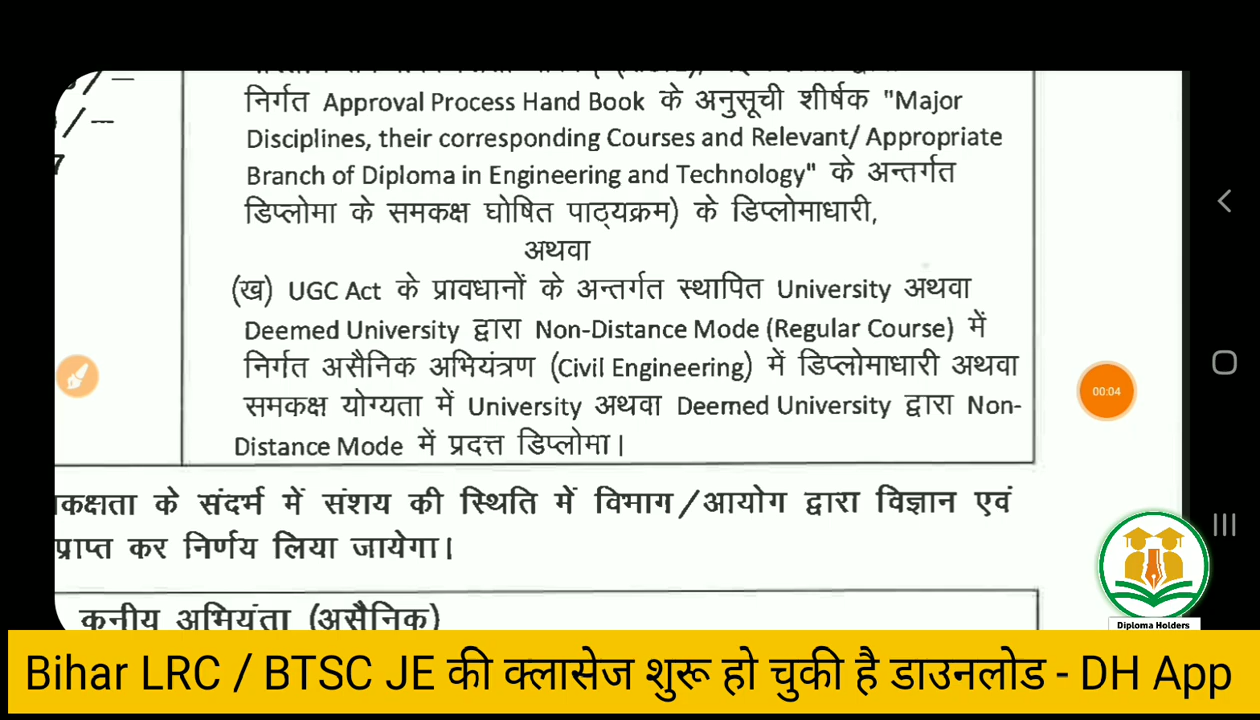 निर्गत Approval Process Hand Book के अनुसूची शीर्षक "Major
Disciplines, their corresponding Courses and Relevant/ Appropriate
Branch of Diploma in Engineering and Technology" के अन्तर्गत
डिप्लोमा के समकक्ष घोषित पाठ्यक्रम) के डिप्लोमाधारी,
अथवा
(ख) UGC Act के प्रावधानों के अन्तर्गत स्थापित University अथवा
Deemed University द्वारा Non-Distance Mode (Regular Course) में
निर्गत असैनिक अभियंत्रण (Civil Engineering) में डिप्लोमाधारी अथवा
समकक्ष योग्यता में University अथवा Deemed University द्वारा Non-
Distance Mode में प्रदत्त डिप्लोमा।
कक्षता के संदर्भ में संशय की स्थिति में विभाग/आयोग द्वारा विज्ञान एवं
प्राप्त कर निर्णय लिया जायेगा।
कनीय अभियंता (असैनिक)
00:04
Diploma Holders
Bihar LRC / BTSC JE की क्लासेज शुरू हो चुकी है डाउनलोड - DH App